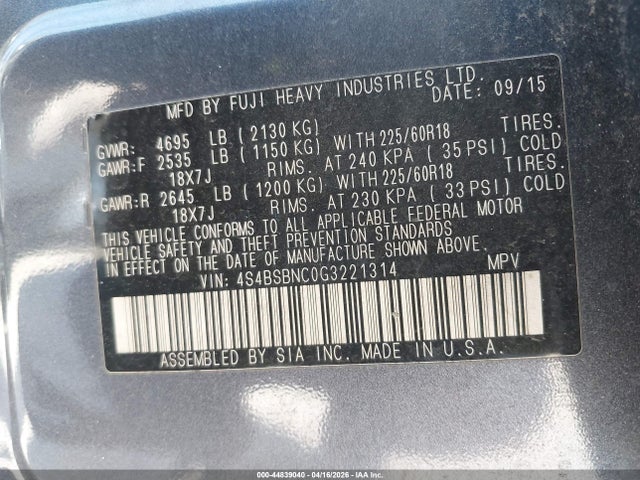 MFD BY FUJI HEAVY INDUSTRIES LTD.
DATE: 09/15
GVWR: 4695 LB ( 2130 KG)
GAWR:F 2535 LB ( 1150 KG) WITH 225/60R18 TIRES.
18X7J RIMS. AT 240 KPA ( 35 PSI) COLD
GAWR:R 2645 LB ( 1200 KG) WITH 225/60R18 TIRES.
18X7J RIMS. AT 230 KPA ( 33 PSI) COLD
THIS VEHICLE CONFORMS TO ALL APPLICABLE FEDERAL MOTOR
VEHICLE SAFETY AND THEFT PREVENTION STANDARDS
IN EFFECT ON THE DATE OF MANUFACTURE SHOWN ABOVE.
VIN: 4S4BSBNC0G3221314 MPV
ASSEMBLED BY SIA INC. MADE IN U.S.A.
000-44839040 - 04/16/2026 - IAAI.COM